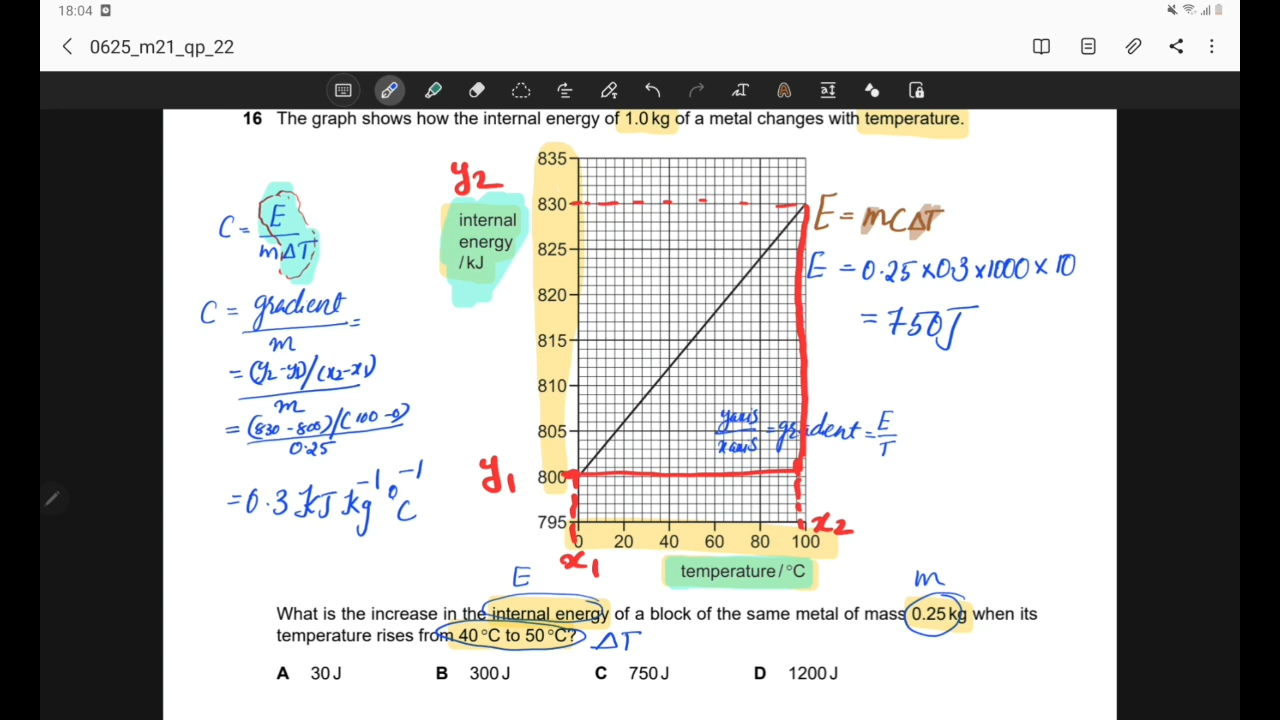 18:04
0625_m21_qp_22
16 The graph shows how the internal energy of 1.0 kg of a metal changes with temperature.
835
830
825
820
815
810
805
800
795
internal
energy
/ kJ
0 20 40 60 80 100
temperature / °C
y2
y1
x1
x2
C = E / mΔT
C = gradient / m =
= (y2-y1)/(x2-x1) / m
= (830-800)/(100-0) / 0.25
= 0.3 kJ kg⁻¹ °C⁻¹
E = mCΔT
E = 0.25 x 0.3 x 1000 x 10
= 750J
y axis / x axis = gradient = E / T
E
m
What is the increase in the internal energy of a block of the same metal of mass 0.25 kg when its
temperature rises from 40 °C to 50 °C? ΔT
A 30 J B 300 J C 750 J D 1200 J